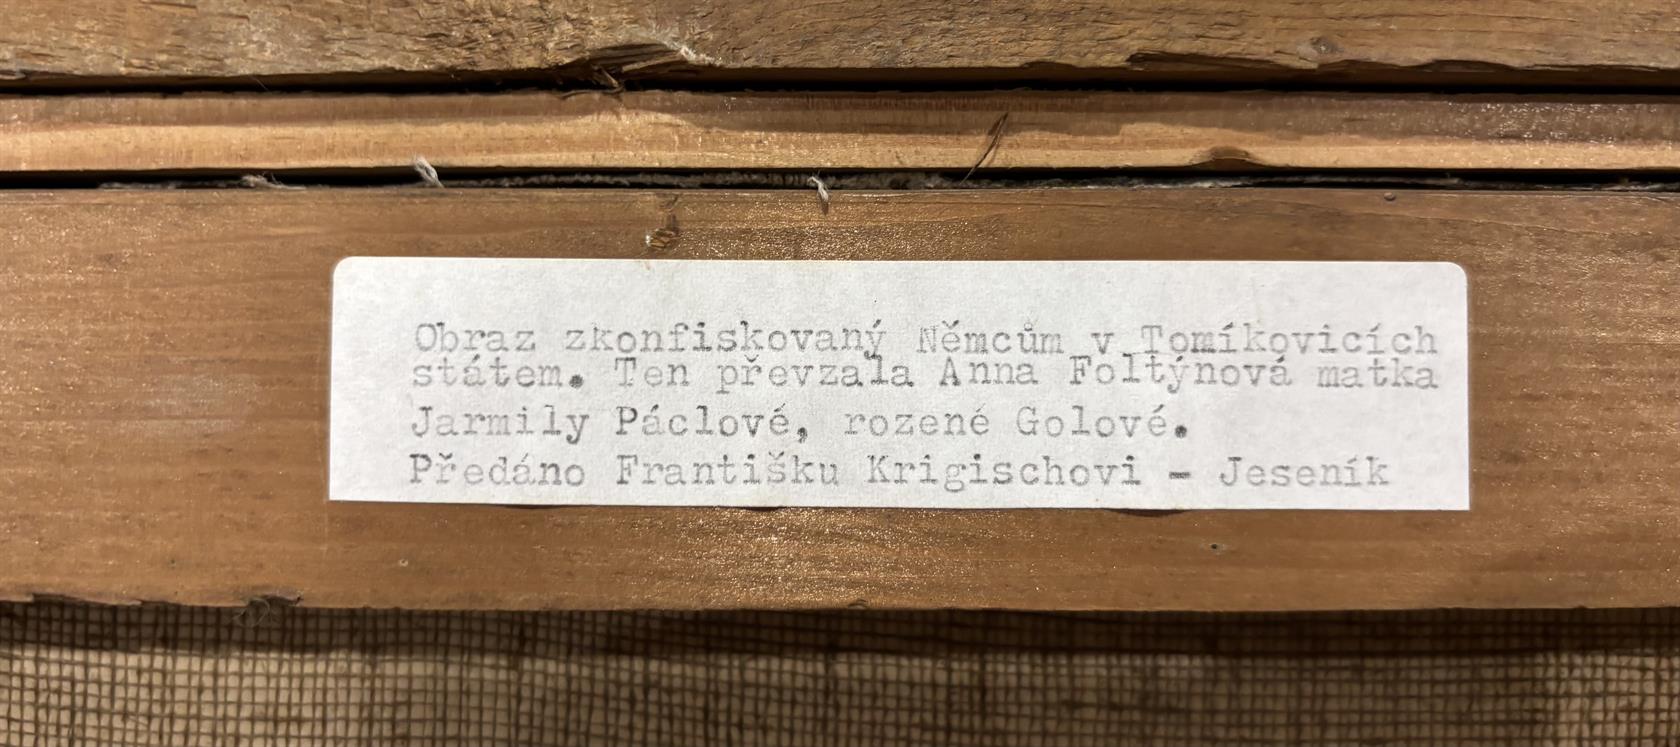 Obraz zkonfiskovaný Němcům v Tomíkovicích
státem. Ten převzala Anna Foltýnová matka
Jarmily Páclové, rozené Golové.
Předáno Františku Krigischovi - Jeseník